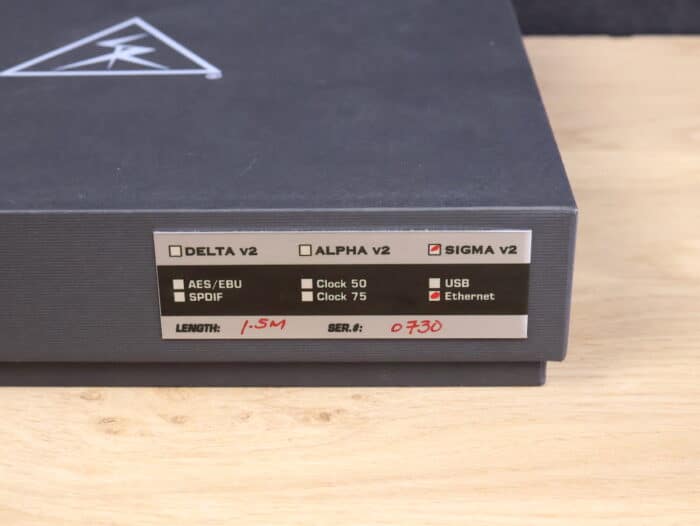 SR
®
DELTA v2 ALPHA v2 SIGMA v2
AES/EBU Clock 50 USB
SPDIF Clock 75 Ethernet
LENGTH: 1.5M SER.#: 0730